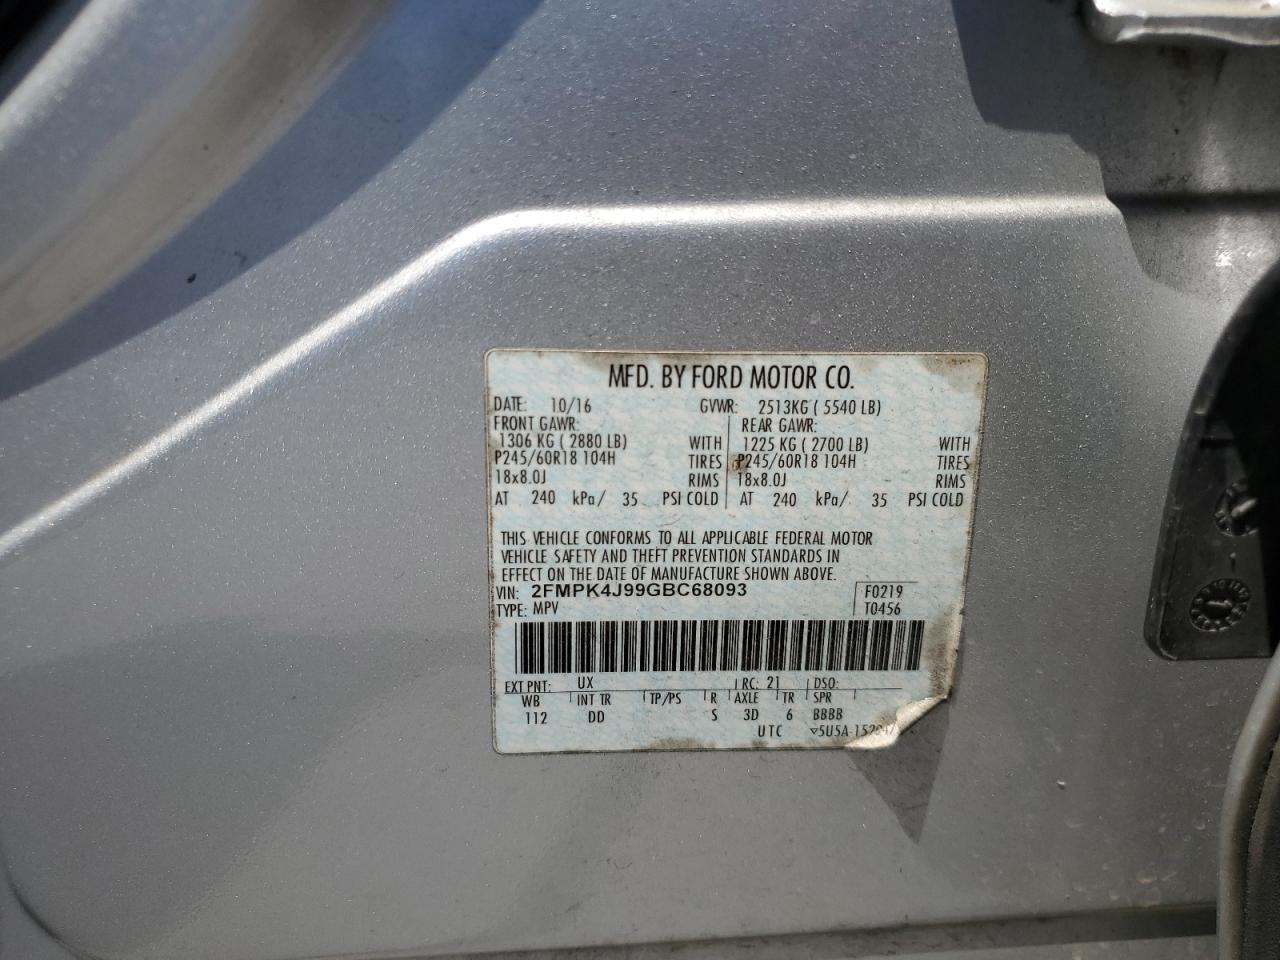 MFD. BY FORD MOTOR CO.
DATE: 10/16 GVWR: 2513KG ( 5540 LB)
FRONT GAWR: REAR GAWR:
1306 KG ( 2880 LB) WITH 1225 KG ( 2700 LB) WITH
P245/60R18 104H TIRES P245/60R18 104H TIRES
18x8.0J RIMS 18x8.0J RIMS
AT 240 kPa/ 35 PSI COLD AT 240 kPa/ 35 PSI COLD
THIS VEHICLE CONFORMS TO ALL APPLICABLE FEDERAL MOTOR
VEHICLE SAFETY AND THEFT PREVENTION STANDARDS IN
EFFECT ON THE DATE OF MANUFACTURE SHOWN ABOVE.
VIN: 2FMPK4J99GBC68093 F0219
TYPE: MPV T0456
EXT PNT: UX RC: 21 DSO:
WB INT TR TP/PS R AXLE TR SPR
112 DD S 3D 6 BBBB
UTC